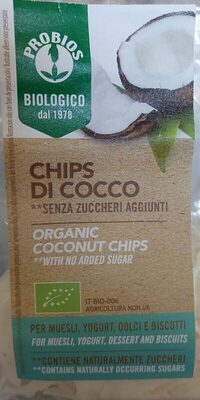 PROBIOS
BIOLOGICO
dal 1978
CHIPS
DI COCCO
**SENZA ZUCCHERI AGGIUNTI
ORGANIC
COCONUT CHIPS
**WITH NO ADDED SUGAR
IT-BIO-006
AGRICOLTURA NON UE
PER MUESLI, YOGURT, DOLCI E BISCOTTI
FOR MUESLI, YOGURT, DESSERT AND BISCUITS
**CONTIENE NATURALMENTE ZUCCHERI
**CONTAINS NATURALLY OCCURRING SUGARS